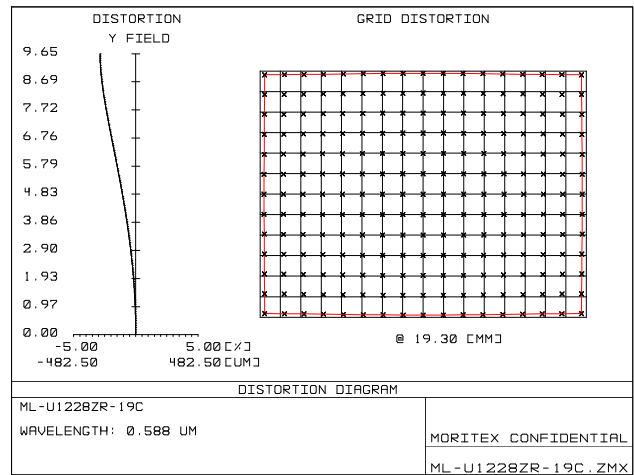 DISTORTION
Y FIELD
9.65
8.69
7.72
6.76
5.79
4.83
3.86
2.90
1.93
0.97
0.00
-5.00 5.00[%]
-482.50 482.50[UM]
GRID DISTORTION
@ 19.30 [MM]
DISTORTION DIAGRAM
ML-U1228ZR-19C
WAVELENGTH: 0.588 UM
MORITEX CONFIDENTIAL
ML-U1228ZR-19C.ZMX